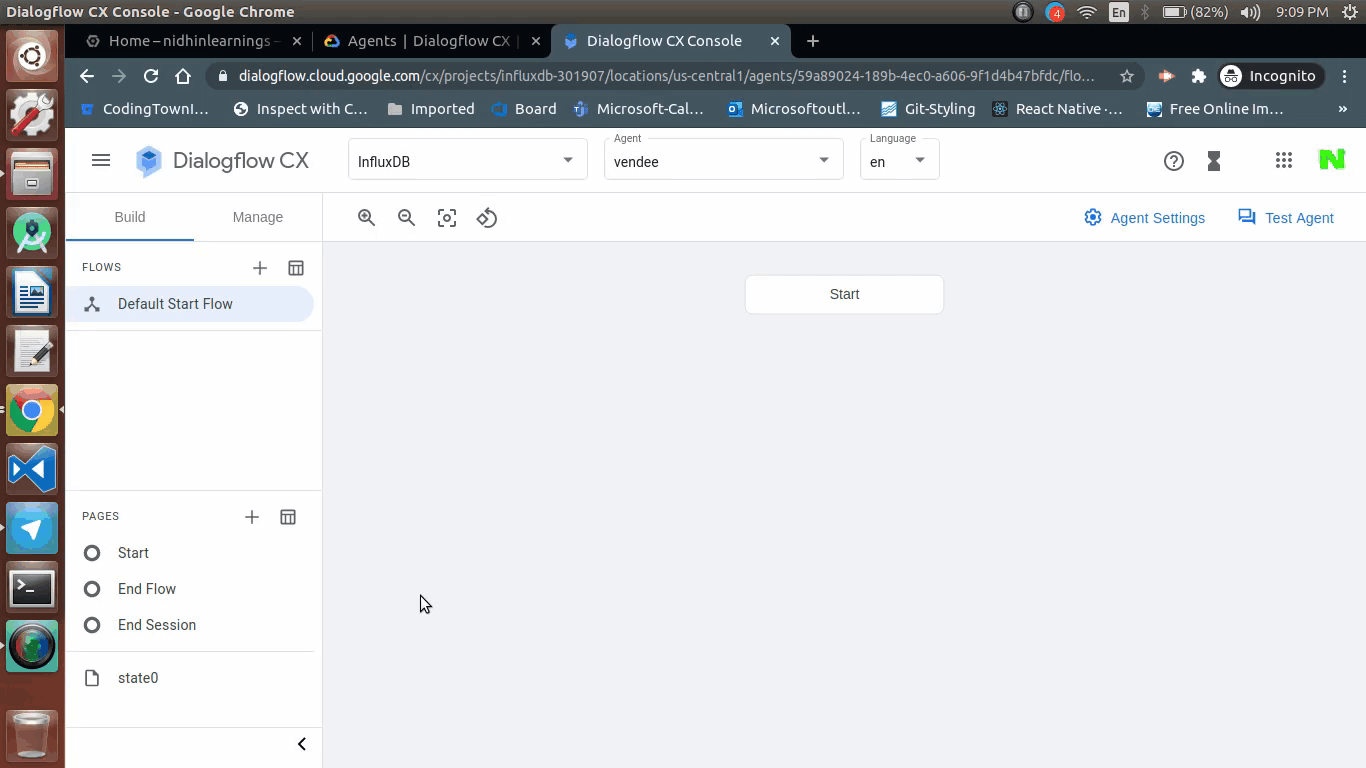 Dialogflow CX Console - Google Chrome
4
En
(82%)
9:09 PM
Home – nidhinlearnings –
Agents | Dialogflow CX |
Dialogflow CX Console
dialogflow.cloud.google.com/cx/projects/influxdb-301907/locations/us-central1/agents/59a89024-189b-4ec0-a606-9f1d4b47bfdc/flo...
Incognito
CodingTownI...
Inspect with C...
Imported
Board
Microsoft-Cal...
Microsoftoutl...
Git-Styling
React Native ·...
Free Online Im...
»
Dialogflow CX
InfluxDB
Agent
vendee
Language
en
N
Build
Manage
Agent Settings
Test Agent
FLOWS
Default Start Flow
Start
PAGES
Start
End Flow
End Session
state0